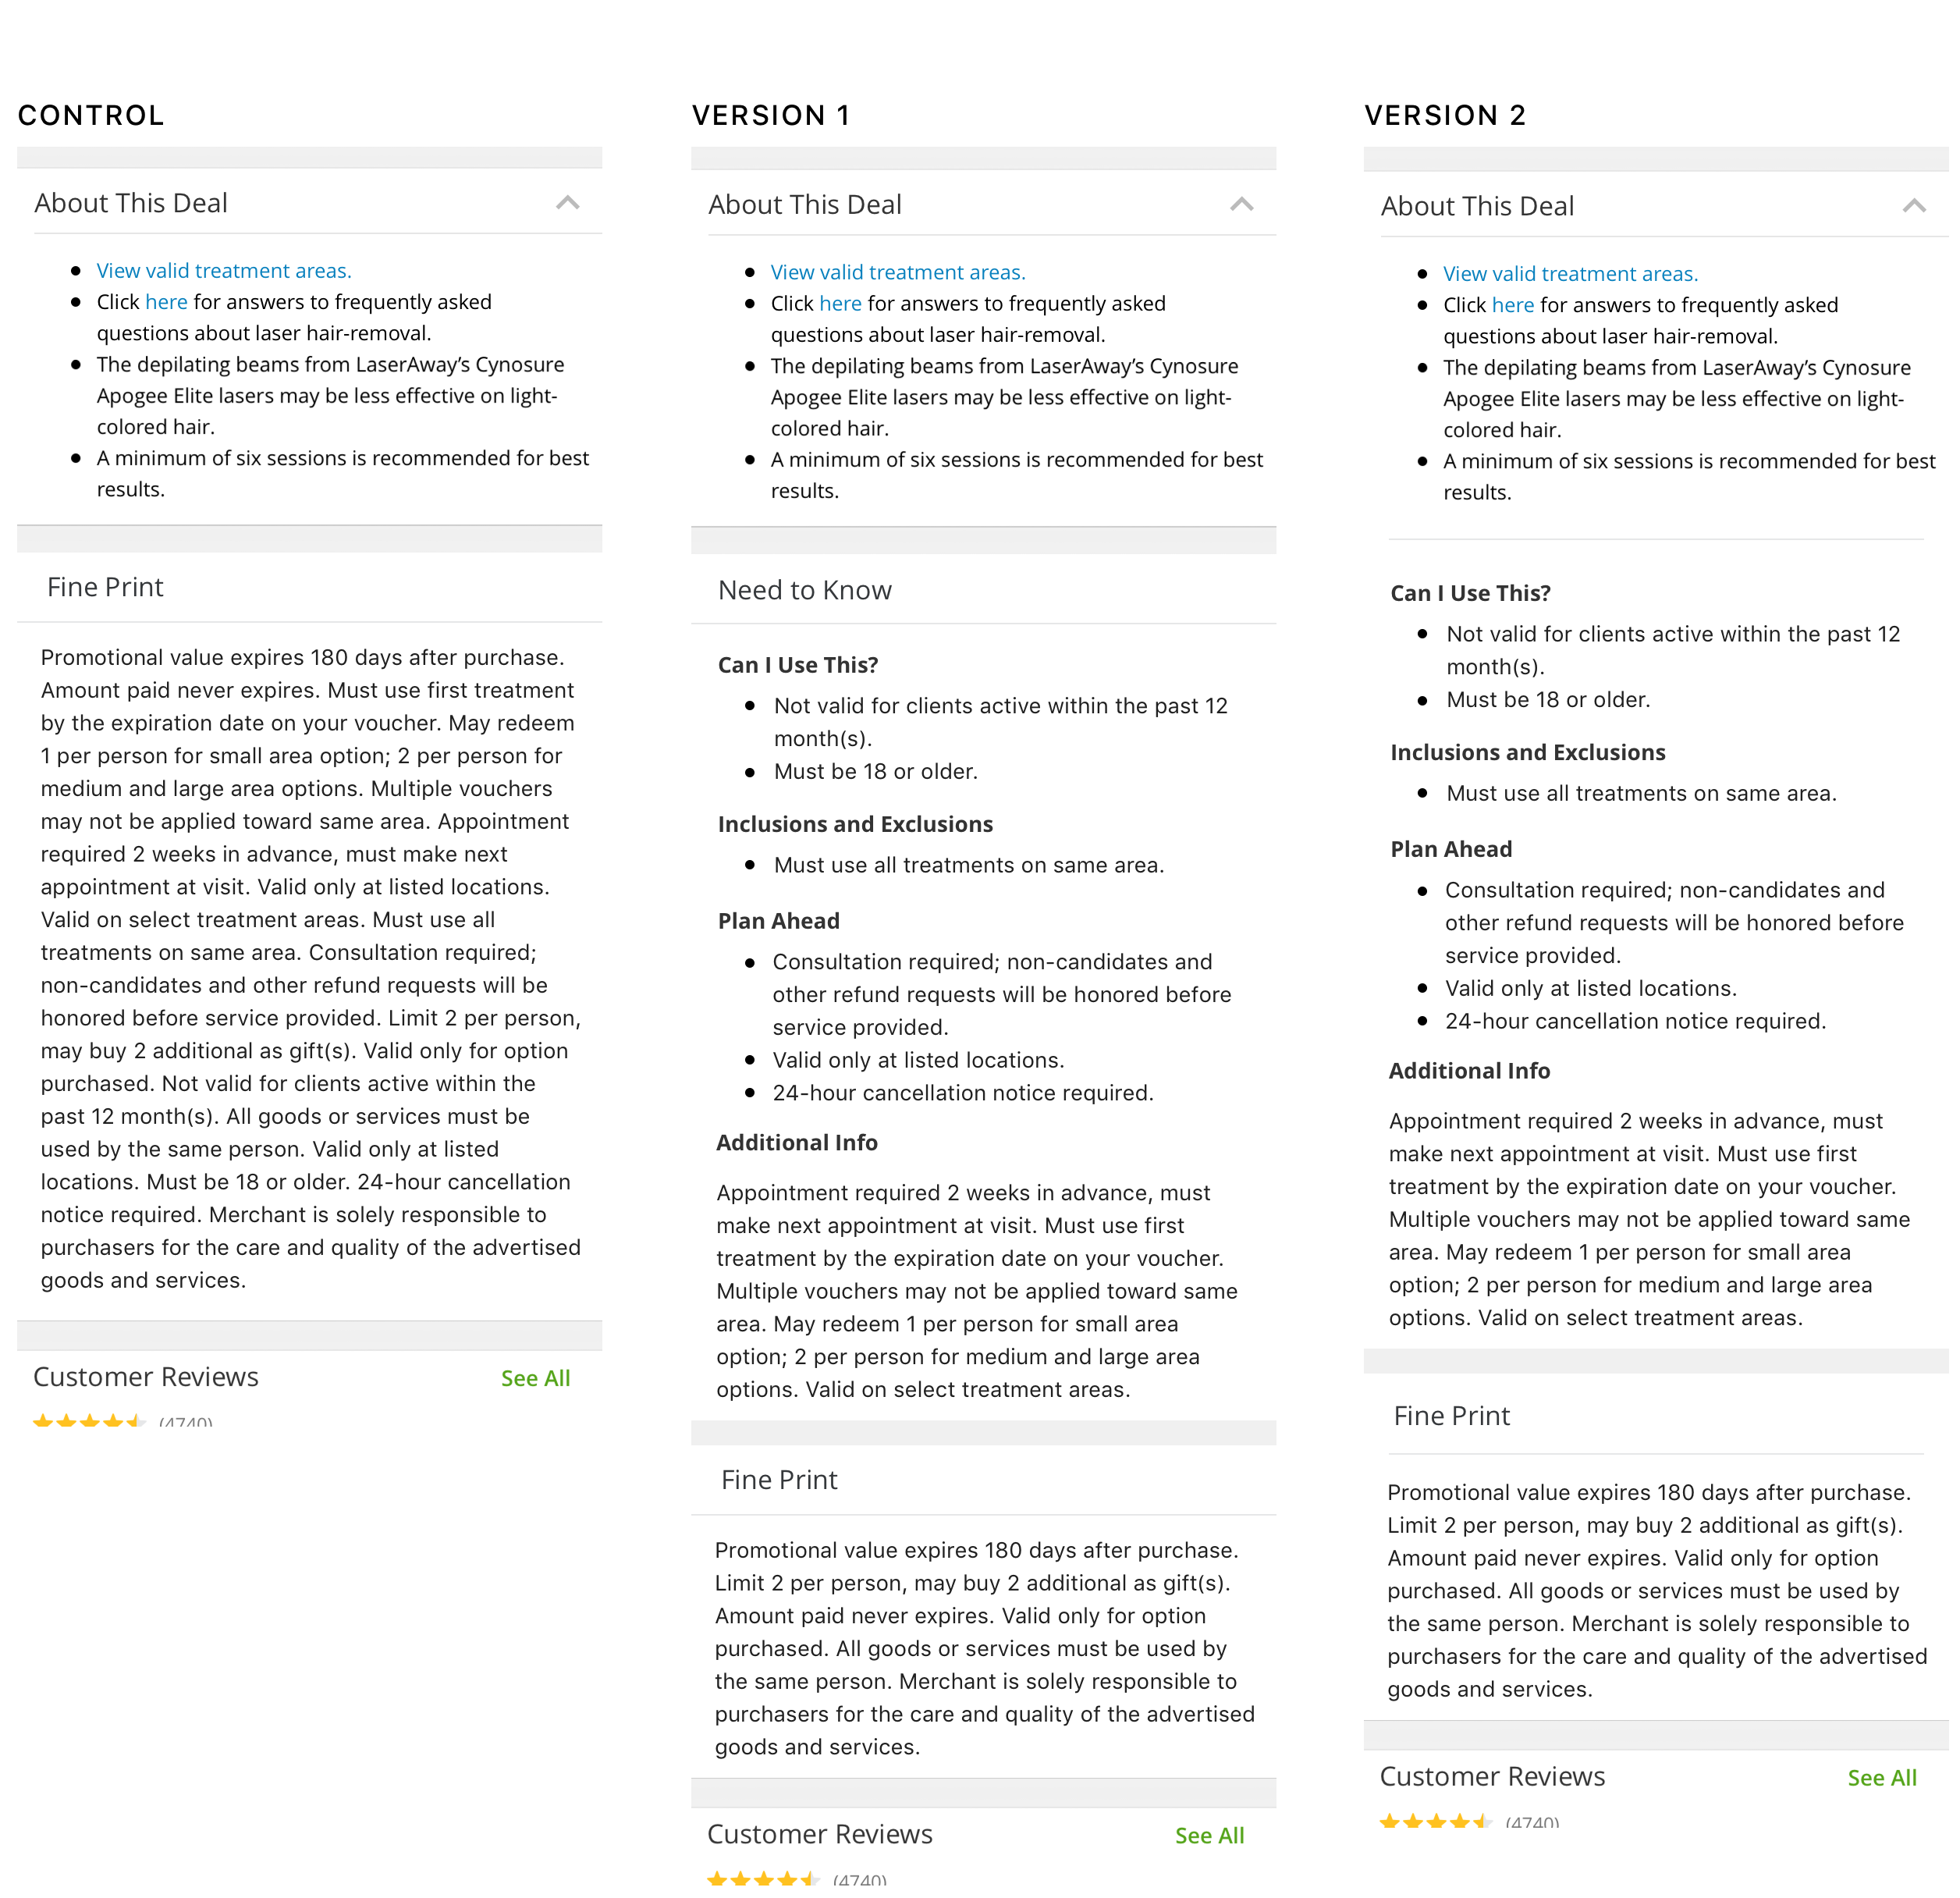 CONTROL
About This Deal
View valid treatment areas.
Click here for answers to frequently asked
questions about laser hair-removal.
The depilating beams from LaserAway’s Cynosure
Apogee Elite lasers may be less effective on light-
colored hair.
A minimum of six sessions is recommended for best
results.
Fine Print
Promotional value expires 180 days after purchase.
Amount paid never expires. Must use first treatment
by the expiration date on your voucher. May redeem
1 per person for small area option; 2 per person for
medium and large area options. Multiple vouchers
may not be applied toward same area. Appointment
required 2 weeks in advance, must make next
appointment at visit. Valid only at listed locations.
Valid on select treatment areas. Must use all
treatments on same area. Consultation required;
non-candidates and other refund requests will be
honored before service provided. Limit 2 per person,
may buy 2 additional as gift(s). Valid only for option
purchased. Not valid for clients active within the
past 12 month(s). All goods or services must be
used by the same person. Valid only at listed
locations. Must be 18 or older. 24-hour cancellation
notice required. Merchant is solely responsible to
purchasers for the care and quality of the advertised
goods and services.
Customer Reviews See All
(4740)
VERSION 1
About This Deal
View valid treatment areas.
Click here for answers to frequently asked
questions about laser hair-removal.
The depilating beams from LaserAway’s Cynosure
Apogee Elite lasers may be less effective on light-
colored hair.
A minimum of six sessions is recommended for best
results.
Need to Know
Can I Use This?
Not valid for clients active within the past 12
month(s).
Must be 18 or older.
Inclusions and Exclusions
Must use all treatments on same area.
Plan Ahead
Consultation required; non-candidates and
other refund requests will be honored before
service provided.
Valid only at listed locations.
24-hour cancellation notice required.
Additional Info
Appointment required 2 weeks in advance, must
make next appointment at visit. Must use first
treatment by the expiration date on your voucher.
Multiple vouchers may not be applied toward same
area. May redeem 1 per person for small area
option; 2 per person for medium and large area
options. Valid on select treatment areas.
Fine Print
Promotional value expires 180 days after purchase.
Limit 2 per person, may buy 2 additional as gift(s).
Amount paid never expires. Valid only for option
purchased. All goods or services must be used by
the same person. Merchant is solely responsible to
purchasers for the care and quality of the advertised
goods and services.
Customer Reviews See All
(4740)
VERSION 2
About This Deal
View valid treatment areas.
Click here for answers to frequently asked
questions about laser hair-removal.
The depilating beams from LaserAway’s Cynosure
Apogee Elite lasers may be less effective on light-
colored hair.
A minimum of six sessions is recommended for best
results.
Can I Use This?
Not valid for clients active within the past 12
month(s).
Must be 18 or older.
Inclusions and Exclusions
Must use all treatments on same area.
Plan Ahead
Consultation required; non-candidates and
other refund requests will be honored before
service provided.
Valid only at listed locations.
24-hour cancellation notice required.
Additional Info
Appointment required 2 weeks in advance, must
make next appointment at visit. Must use first
treatment by the expiration date on your voucher.
Multiple vouchers may not be applied toward same
area. May redeem 1 per person for small area
option; 2 per person for medium and large area
options. Valid on select treatment areas.
Fine Print
Promotional value expires 180 days after purchase.
Limit 2 per person, may buy 2 additional as gift(s).
Amount paid never expires. Valid only for option
purchased. All goods or services must be used by
the same person. Merchant is solely responsible to
purchasers for the care and quality of the advertised
goods and services.
Customer Reviews See All
(4740)